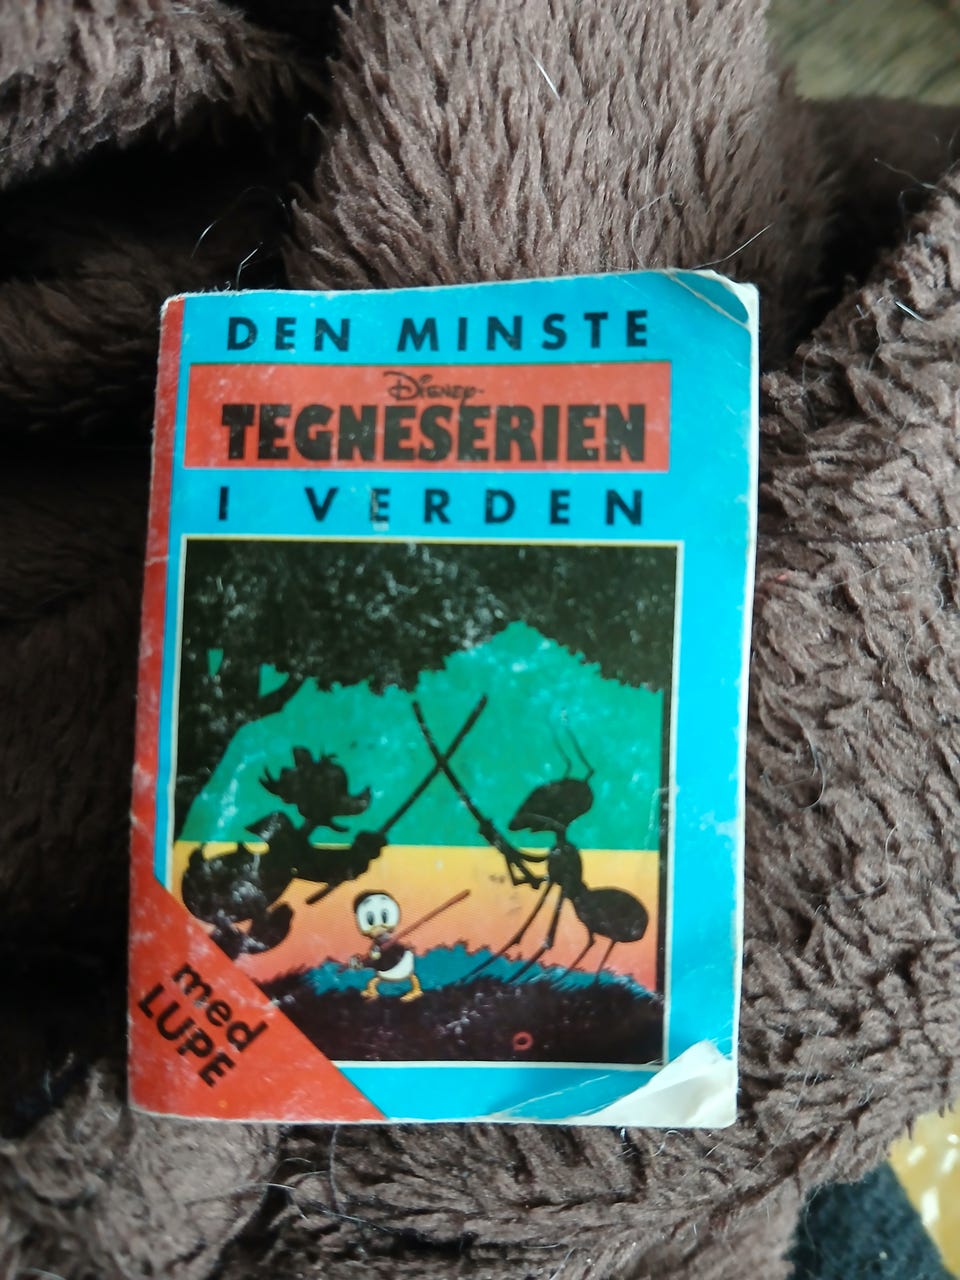 DEN MINSTE
Disney
TEGNESERIEN
I VERDEN
med
LUPE